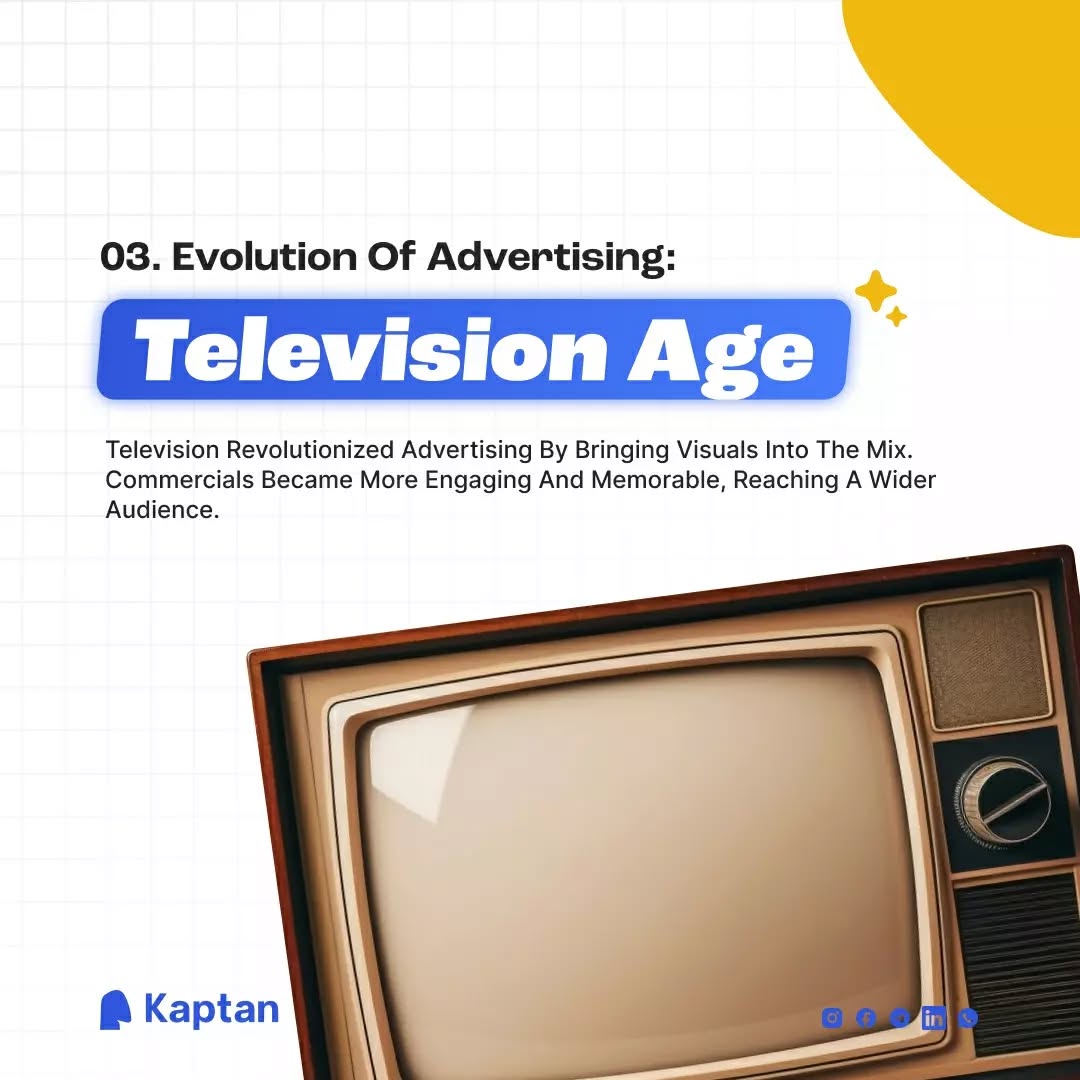 03. Evolution Of Advertising:
Television Age
Television Revolutionized Advertising By Bringing Visuals Into The Mix.
Commercials Became More Engaging And Memorable, Reaching A Wider
Audience.
Kaptan
in